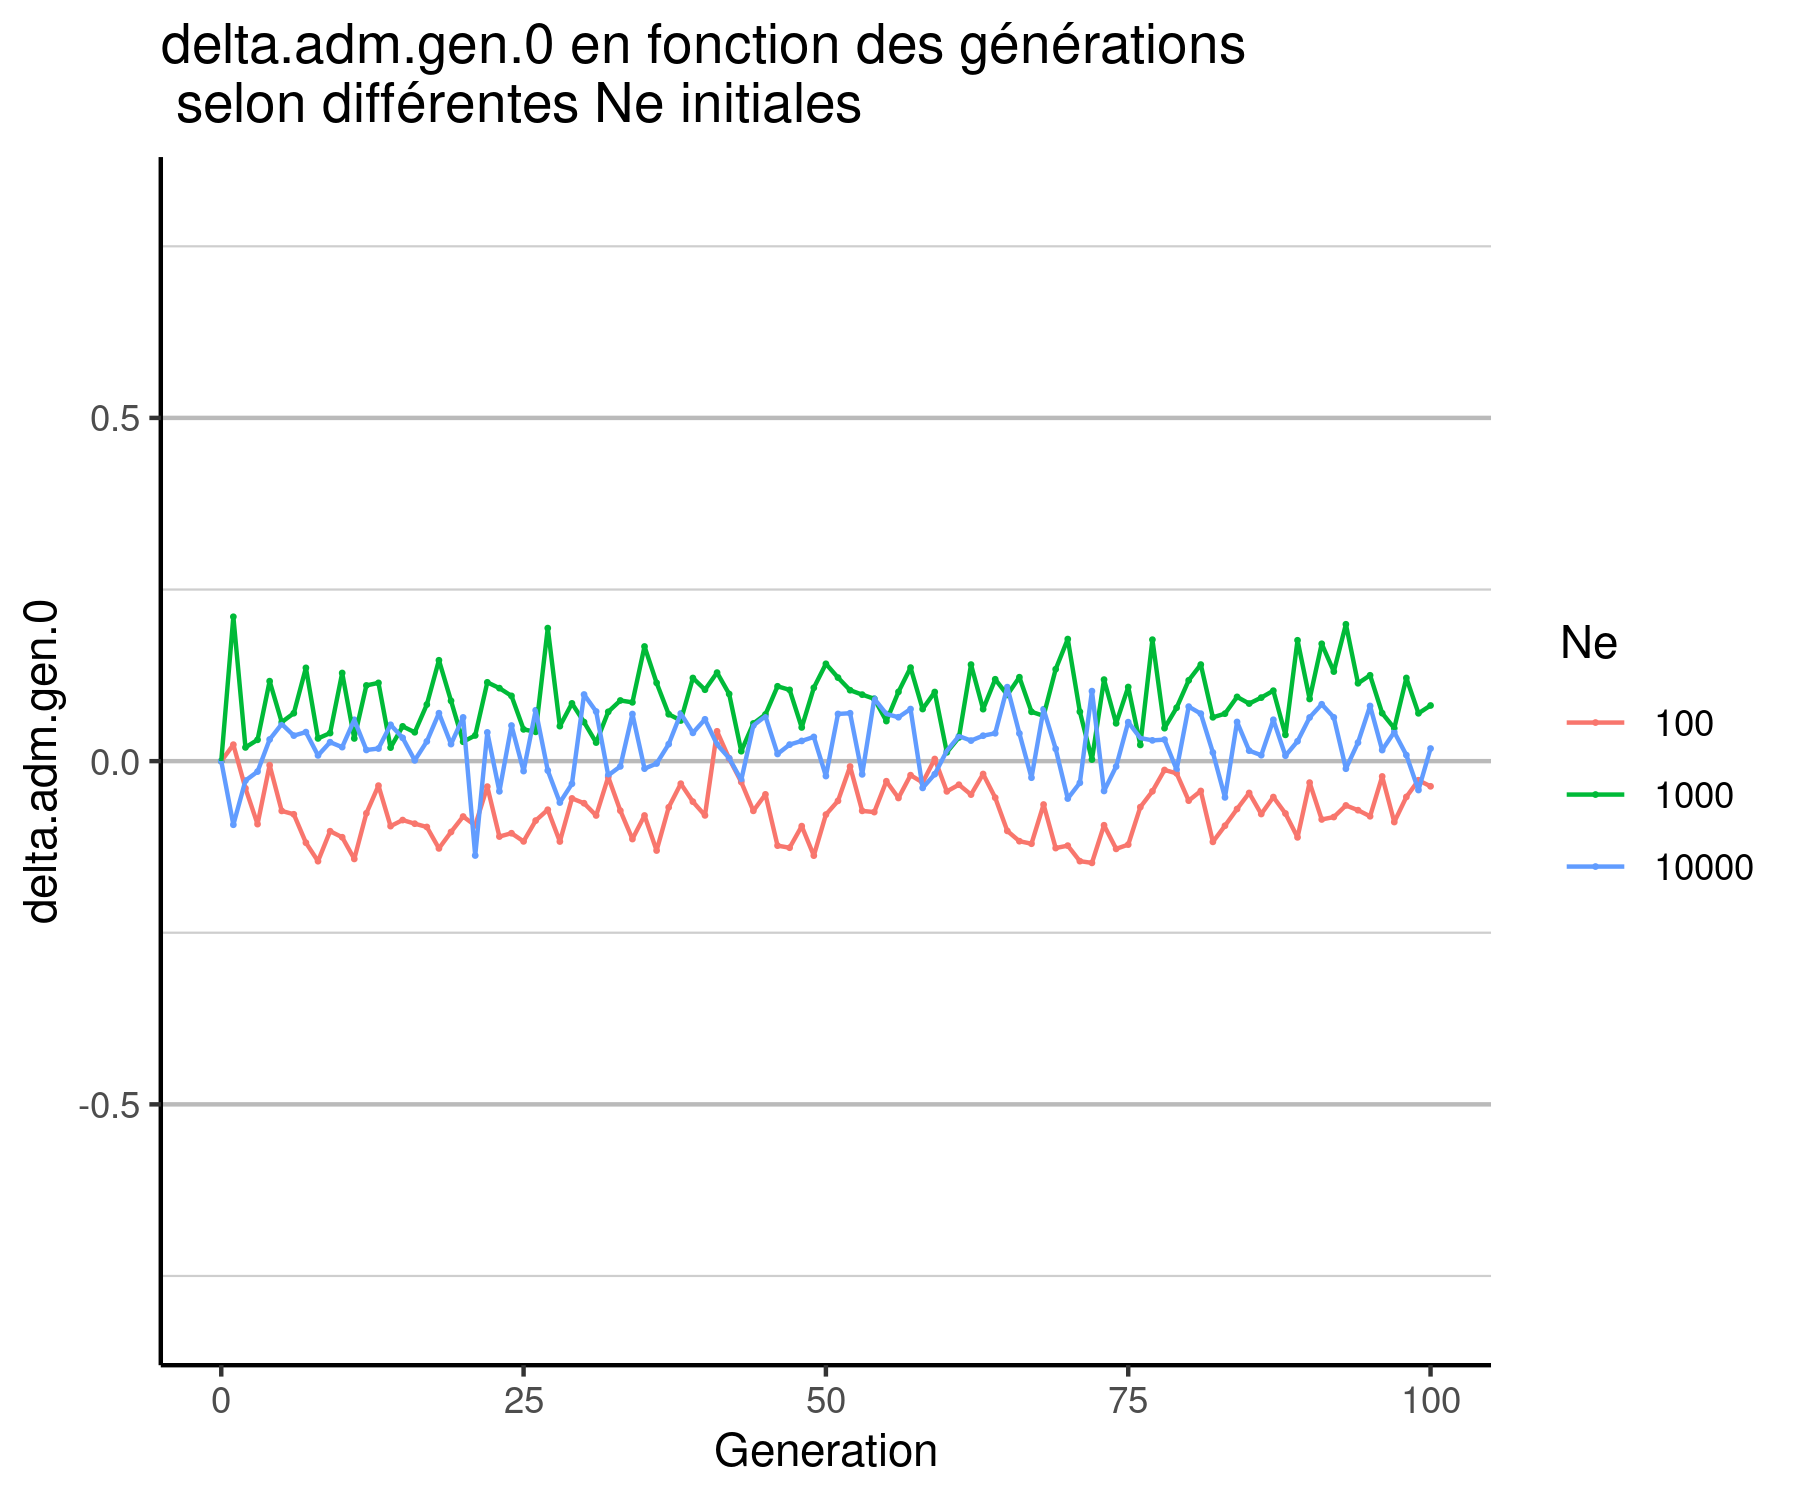 delta.adm.gen.0 en fonction des générations
selon différentes Ne initiales
delta.adm.gen.0
0.5
0.0
-0.5
0
25
50
75
100
Generation
Ne
100
1000
10000